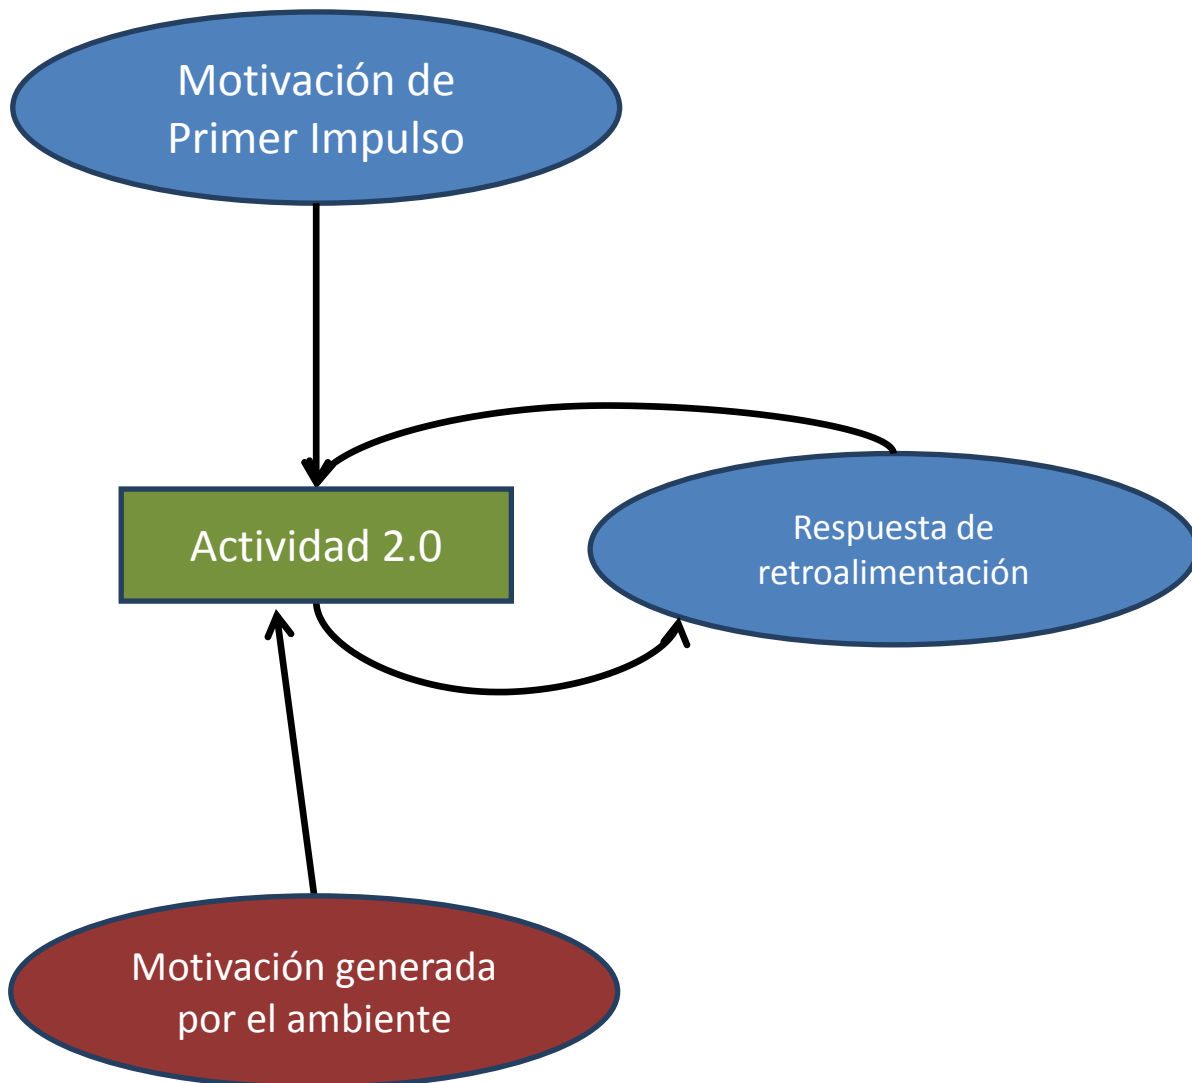 Motivación de
Primer Impulso
Actividad 2.0
Respuesta de
retroalimentación
Motivación generada
por el ambiente